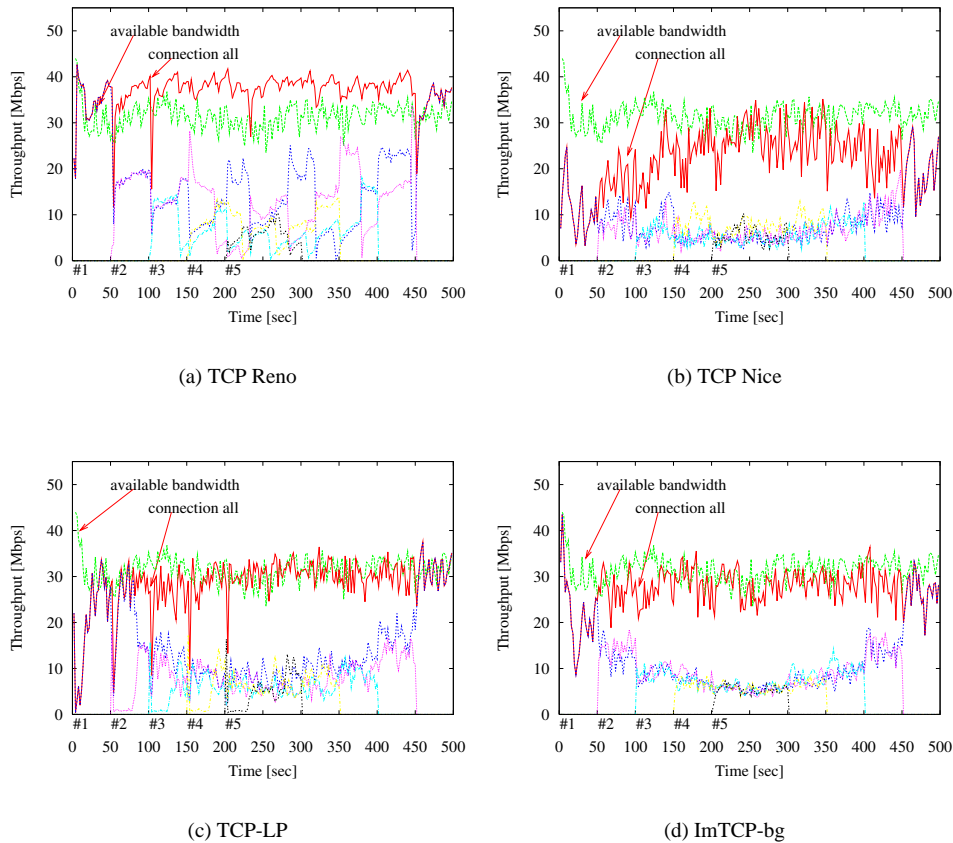 Throughput [Mbps]
50
40
30
20
10
0
available bandwidth
connection all
#1 #2 #3 #4 #5
0 50 100 150 200 250 300 350 400 450 500
Time [sec]
(a) TCP Reno
Throughput [Mbps]
50
40
30
20
10
0
available bandwidth
connection all
#1 #2 #3 #4 #5
0 50 100 150 200 250 300 350 400 450 500
Time [sec]
(b) TCP Nice
Throughput [Mbps]
50
40
30
20
10
0
available bandwidth
connection all
#1 #2 #3 #4 #5
0 50 100 150 200 250 300 350 400 450 500
Time [sec]
(c) TCP-LP
Throughput [Mbps]
50
40
30
20
10
0
available bandwidth
connection all
#1 #2 #3 #4 #5
0 50 100 150 200 250 300 350 400 450 500
Time [sec]
(d) ImTCP-bg